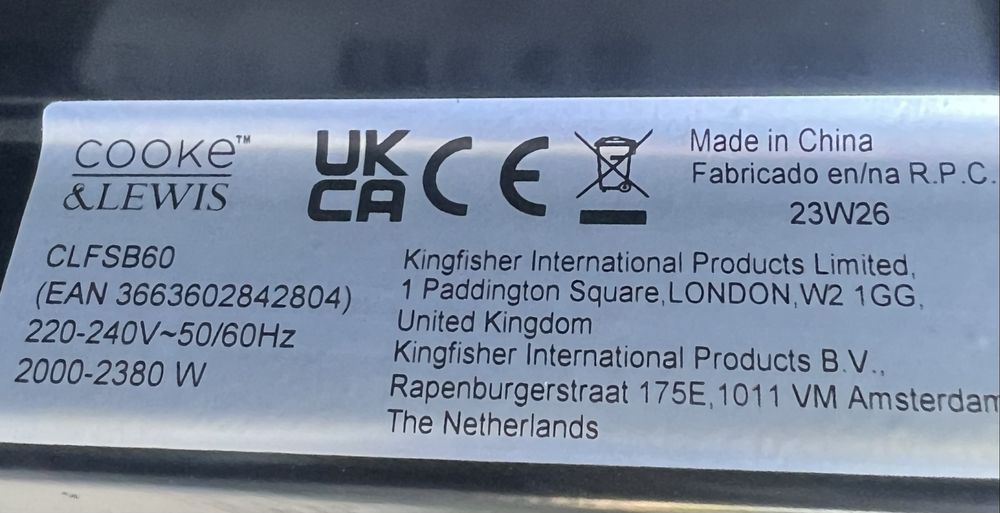 COOKE™
&LEWIS
UK
CA CE
Made in China
Fabricado en/na R.P.C.
23W26
CLFSB60
(EAN 3663602842804)
220-240V~50/60Hz
2000-2380 W
Kingfisher International Products Limited,
1 Paddington Square,LONDON,W2 1GG,
United Kingdom
Kingfisher International Products B.V.,
Rapenburgerstraat 175E,1011 VM Amsterdam
The Netherlands